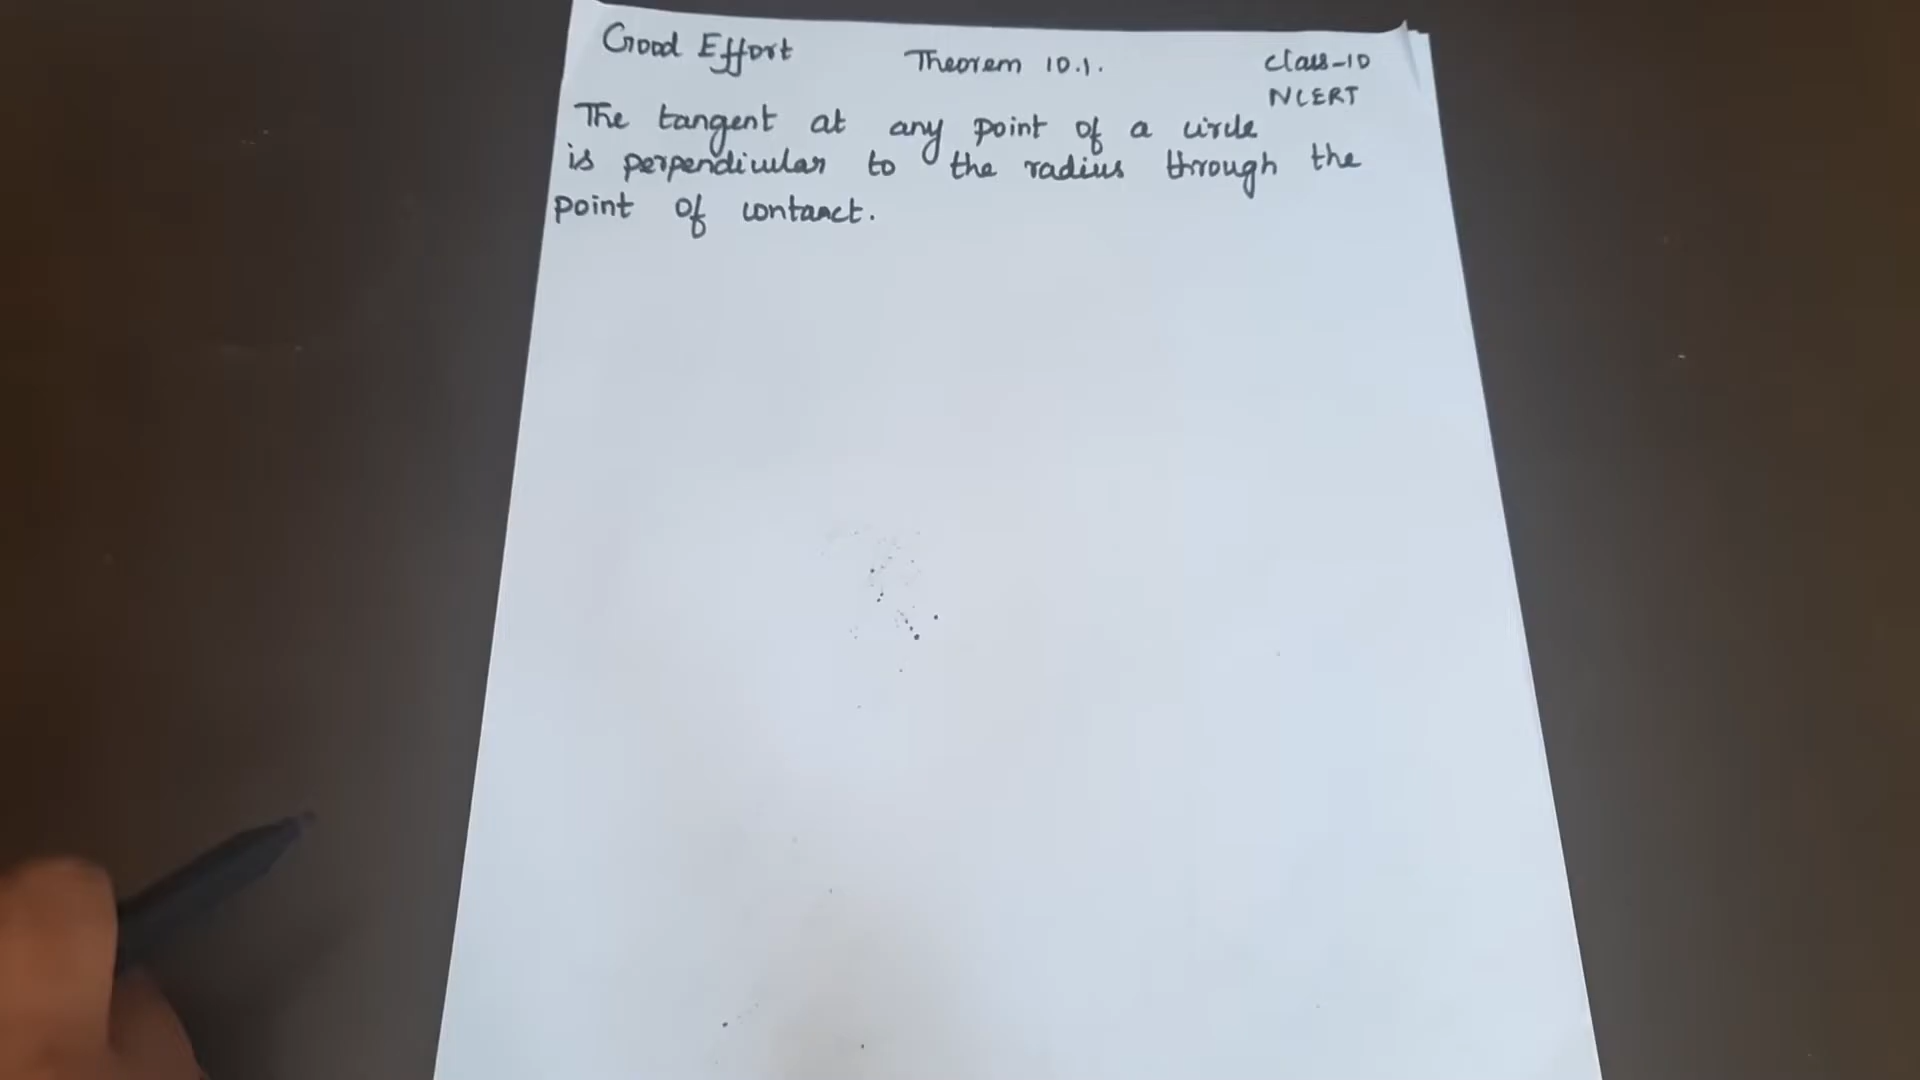 Good Effort
Theorem 10.1.
Class-10
NCERT
The tangent at any point of a circle
is perpendicular to the radius through the
point of contanct.